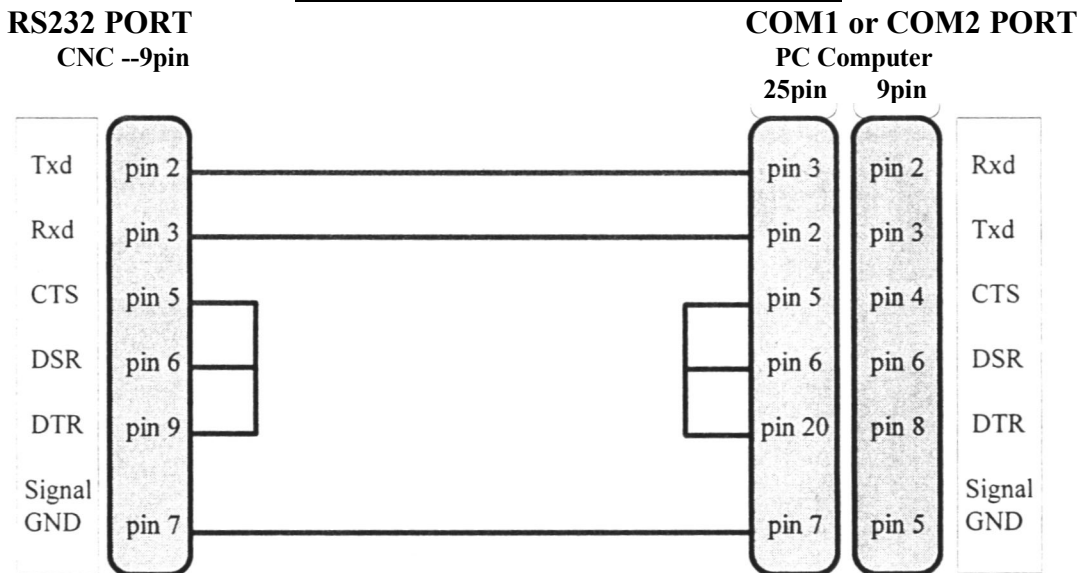 RS232 PORT COM1 or COM2 PORT
CNC --9pin PC Computer
25pin 9pin
Txd pin 2 pin 3 pin 2 Rxd
Rxd pin 3 pin 2 pin 3 Txd
CTS pin 5 pin 5 pin 4 CTS
DSR pin 6 pin 6 pin 6 DSR
DTR pin 9 pin 20 pin 8 DTR
Signal Signal
GND pin 7 pin 7 pin 5 GND